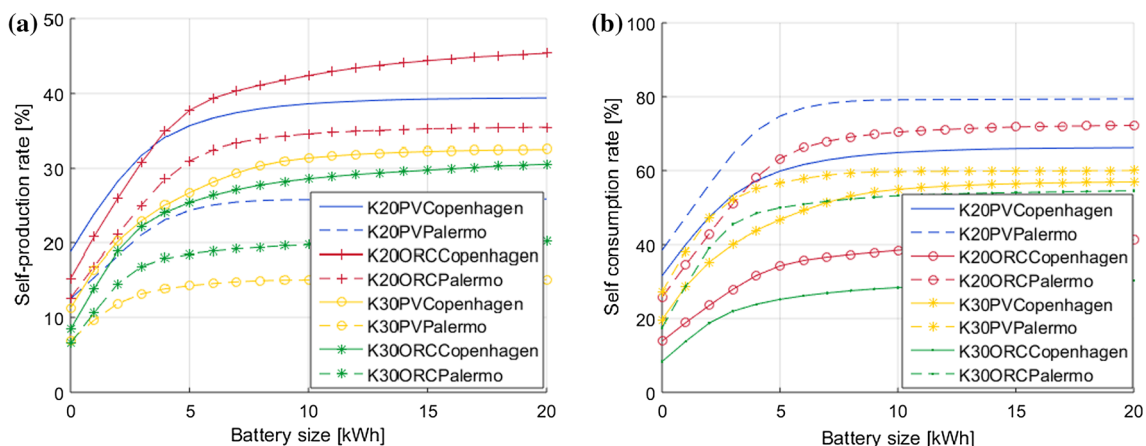 (a)
Self-production rate [%]
50
40
30
20
10
0
0
5
10
15
20
Battery size [kWh]
K20PVCopenhagen
K20PVPalermo
K20ORCCopenhagen
K20ORCPalermo
K30PVCopenhagen
K30PVPalermo
K30ORCCopenhagen
K30ORCPalermo
(b)
Self consumption rate [%]
100
80
60
40
20
0
0
5
10
15
20
Battery size [kWh]
K20PVCopenhagen
K20PVPalermo
K20ORCCopenhagen
K20ORCPalermo
K30PVCopenhagen
K30PVPalermo
K30ORCCopenhagen
K30ORCPalermo